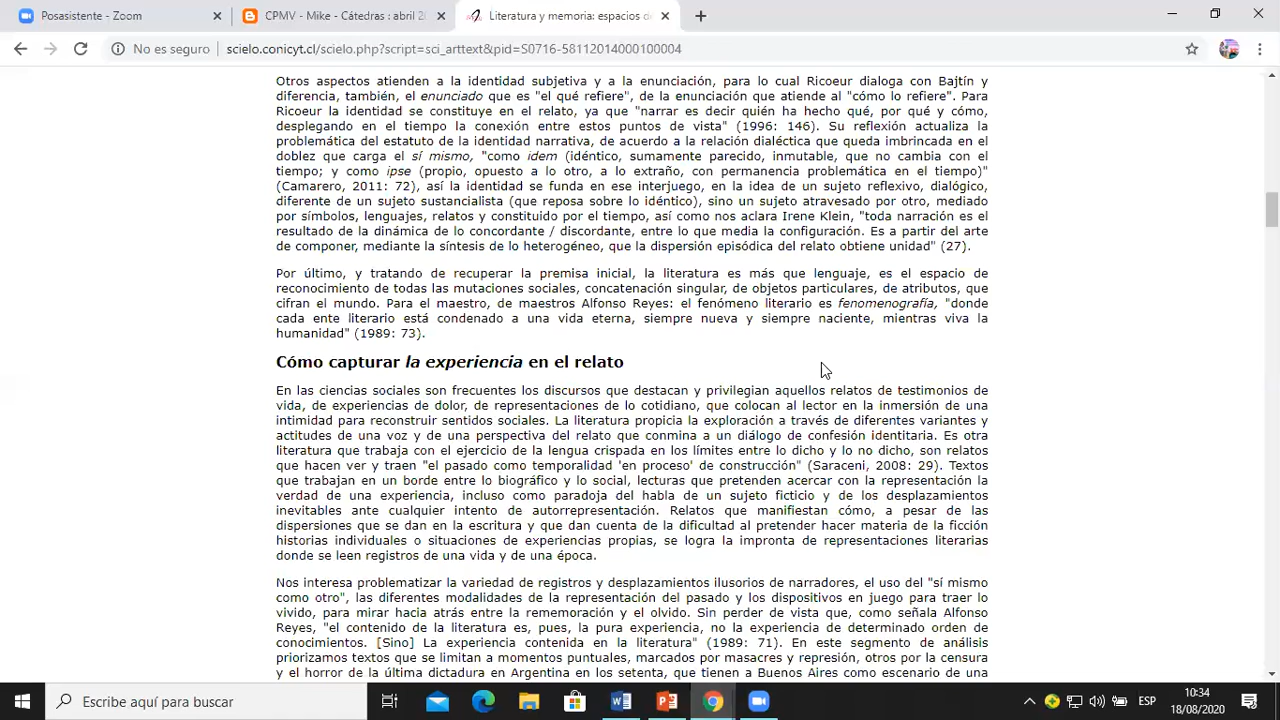 Posasistente - Zoom
CPMV - Mike - Cátedras : abril 20
Literatura y memoria: espacios de
No es seguro
scielo.conicyt.cl/scielo.php?script=sci_arttext&pid=S0716-58112014000100004
Otros aspectos atienden a la identidad subjetiva y a la enunciación, para lo cual Ricoeur dialoga con Bajtín y
diferencia, también, el enunciado que es "el qué refiere", de la enunciación que atiende al "cómo lo refiere". Para
Ricoeur la identidad se constituye en el relato, ya que "narrar es decir quién ha hecho qué, por qué y cómo,
desplegando en el tiempo la conexión entre estos puntos de vista" (1996: 146). Su reflexión actualiza la
problemática del estatuto de la identidad narrativa, de acuerdo a la relación dialéctica que queda imbrincada en el
doblez que carga el sí mismo, "como idem (idéntico, sumamente parecido, inmutable, que no cambia con el
tiempo; y como ipse (propio, opuesto a lo otro, a lo extraño, con permanencia problemática en el tiempo)"
(Camarero, 2011: 72), así la identidad se funda en ese interjuego, en la idea de un sujeto reflexivo, dialógico,
diferente de un sujeto sustancialista (que reposa sobre lo idéntico), sino un sujeto atravesado por otro, mediado
por símbolos, lenguajes, relatos y constituido por el tiempo, así como nos aclara Irene Klein, "toda narración es el
resultado de la dinámica de lo concordante / discordante, entre lo que media la configuración. Es a partir del arte
de componer, mediante la síntesis de lo heterogéneo, que la dispersión episódica del relato obtiene unidad" (27).
Por último, y tratando de recuperar la premisa inicial, la literatura es más que lenguaje, es el espacio de
reconocimiento de todas las mutaciones sociales, concatenación singular, de objetos particulares, de atributos, que
cifran el mundo. Para el maestro, de maestros Alfonso Reyes: el fenómeno literario es fenomenografía, "donde
cada ente literario está condenado a una vida eterna, siempre nueva y siempre naciente, mientras viva la
humanidad" (1989: 73).
Cómo capturar la experiencia en el relato
En las ciencias sociales son frecuentes los discursos que destacan y privilegian aquellos relatos de testimonios de
vida, de experiencias de dolor, de representaciones de lo cotidiano, que colocan al lector en la inmersión de una
intimidad para reconstruir sentidos sociales. La literatura propicia la exploración a través de diferentes variantes y
actitudes de una voz y de una perspectiva del relato que conmina a un diálogo de confesión identitaria. Es otra
literatura que trabaja con el ejercicio de la lengua crispada en los límites entre lo dicho y lo no dicho, son relatos
que hacen ver y traen "el pasado como temporalidad 'en proceso' de construcción" (Saraceni, 2008: 29). Textos
que trabajan en un borde entre lo biográfico y lo social, lecturas que pretenden acercar con la representación la
verdad de una experiencia, incluso como paradoja del habla de un sujeto ficticio y de los desplazamientos
inevitables ante cualquier intento de autorrepresentación. Relatos que manifiestan cómo, a pesar de las
dispersiones que se dan en la escritura y que dan cuenta de la dificultad al pretender hacer materia de la ficción
historias individuales o situaciones de experiencias propias, se logra la impronta de representaciones literarias
donde se leen registros de una vida y de una época.
Nos interesa problematizar la variedad de registros y desplazamientos ilusorios de narradores, el uso del "sí mismo
como otro", las diferentes modalidades de la representación del pasado y los dispositivos en juego para traer lo
vivido, para mirar hacia atrás entre la rememoración y el olvido. Sin perder de vista que, como señala Alfonso
Reyes, "el contenido de la literatura es, pues, la pura experiencia, no la experiencia de determinado orden de
conocimientos. [Sino] La experiencia contenida en la literatura" (1989: 71). En este segmento de análisis
priorizamos textos que se limitan a momentos puntuales, marcados por masacres y represión, otros por la censura
y el horror de la última dictadura en Argentina en los setenta, que tienen a Buenos Aires como escenario de una
Escribe aquí para buscar
ESP
10:34
18/08/2020